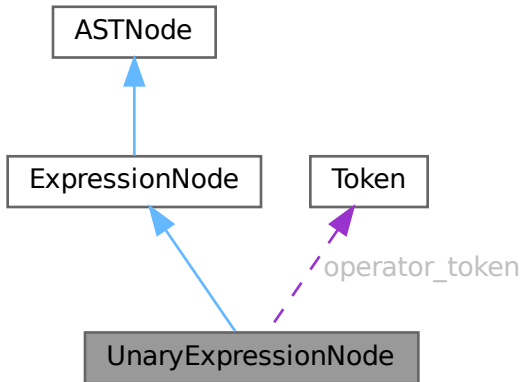 ASTNode
ExpressionNode
Token
operator_token
UnaryExpressionNode